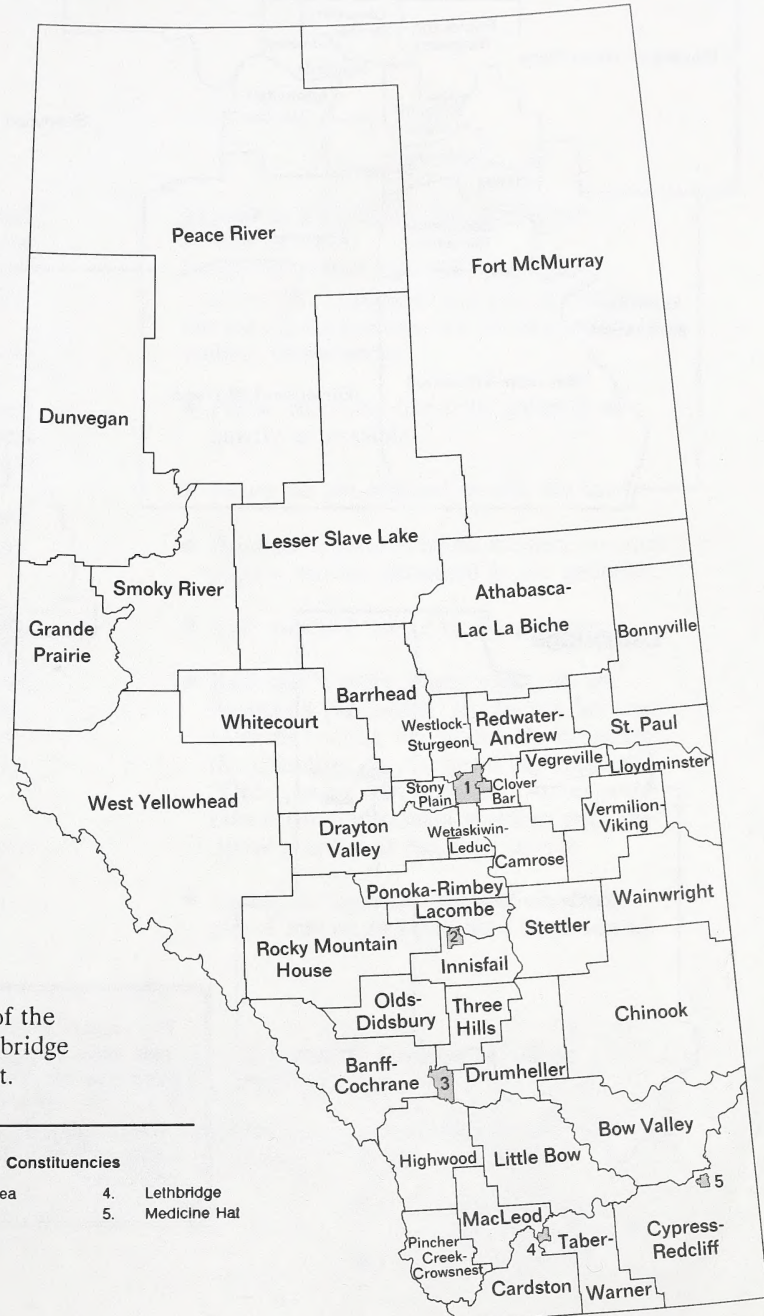 Peace River
Fort McMurray
Dunvegan
Lesser Slave Lake
Smoky River
Athabasca-
Lac La Biche
Grande
Prairie
Bonnyville
Barrhead
Whitecourt
Westlock-
Sturgeon
Redwater-
Andrew
St. Paul
Vegreville
Lloydminster
Stony
Plain
1
Clover
Bar
West Yellowhead
Vermilion-
Viking
Drayton
Valley
Wetaskiwin-
Leduc
Camrose
Ponoka-Rimbey
Wainwright
Lacombe
Stettler
2
Rocky Mountain
House
Innisfail
Olds-
Didsbury
Three
Hills
Chinook
of the
bridge
t.
Banff-
Cochrane
3
Drumheller
Bow Valley
Highwood
Little Bow
Constituencies
ea
4. Lethbridge
5. Medicine Hat
5
MacLeod
Pincher
Creek-
Crowsnest
4
Taber-
Warner
Cypress-
Redcliff
Cardston